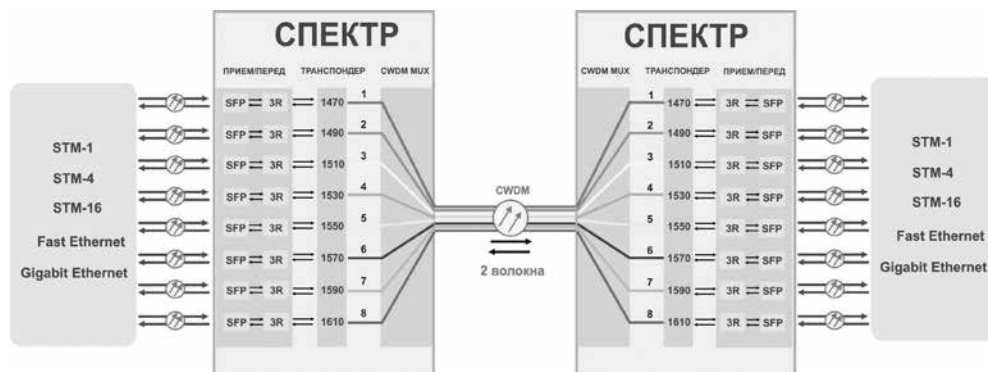 СПЕКТР
СПЕКТР
ПРИЕМ/ПЕРЕД ТРАНСПОНДЕР CWDM MUX
CWDM MUX ТРАНСПОНДЕР ПРИЕМ/ПЕРЕД
SFP 3R 1470 1
1 1470 3R SFP
SFP 3R 1490 2
2 1490 3R SFP
SFP 3R 1510 3
3 1510 3R SFP
SFP 3R 1530 4
4 1530 3R SFP
SFP 3R 1550 5
5 1550 3R SFP
SFP 3R 1570 6
6 1570 3R SFP
SFP 3R 1590 7
7 1590 3R SFP
SFP 3R 1610 8
8 1610 3R SFP
STM-1
STM-4
STM-16
Fast Ethernet
Gigabit Ethernet
CWDM
2 волокна
STM-1
STM-4
STM-16
Fast Ethernet
Gigabit Ethernet